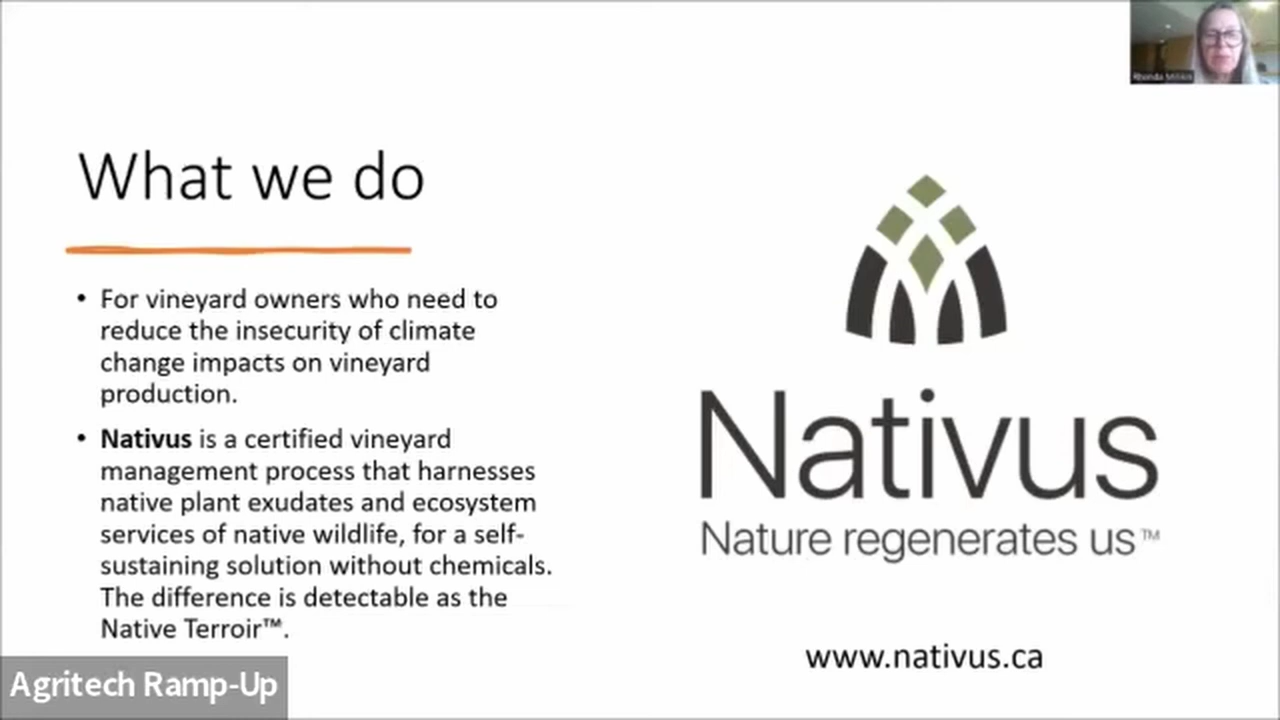 Rhonda Millikin
What we do
• For vineyard owners who need to
reduce the insecurity of climate
change impacts on vineyard
production.
• Nativus is a certified vineyard
management process that harnesses
native plant exudates and ecosystem
services of native wildlife, for a self-
sustaining solution without chemicals.
The difference is detectable as the
Native Terroir™.
Nativus
Nature regenerates us™
www.nativus.ca
Agritech Ramp-Up